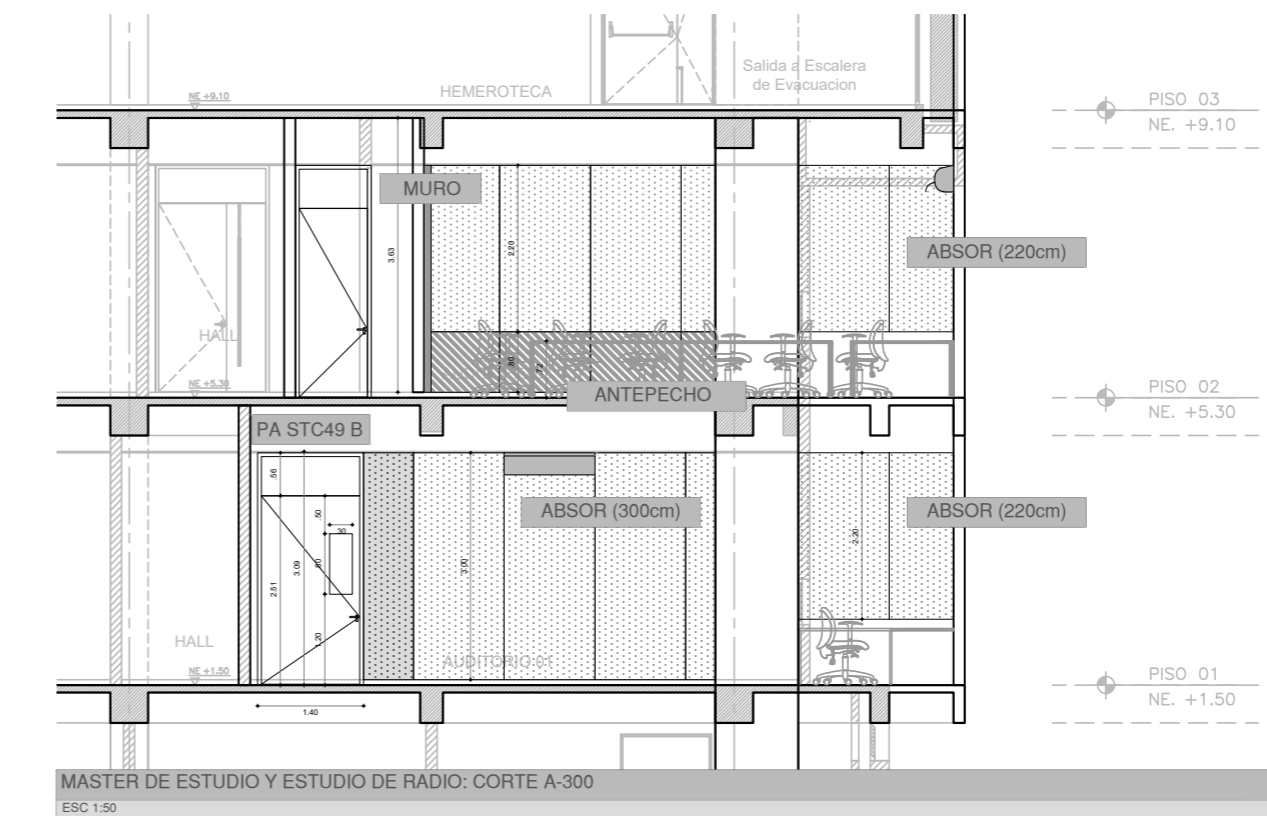 Salida a Escalera
de Evacuacion
HEMEROTECA
NE +9.10
PISO 03
NE. +9.10
MURO
3.63
2.20
ABSOR (220cm)
HALL
.80
.72
NE +5.30
ANTEPECHO
PISO 02
NE. +5.30
PA STC49 B
.56
.50
.30
ABSOR (300cm)
ABSOR (220cm)
2.20
2.51
3.09
.80
3.00
1.20
HALL
AUDITORIO 01
NE +1.50
PISO 01
NE. +1.50
1.40
MASTER DE ESTUDIO Y ESTUDIO DE RADIO: CORTE A-300
ESC 1:50